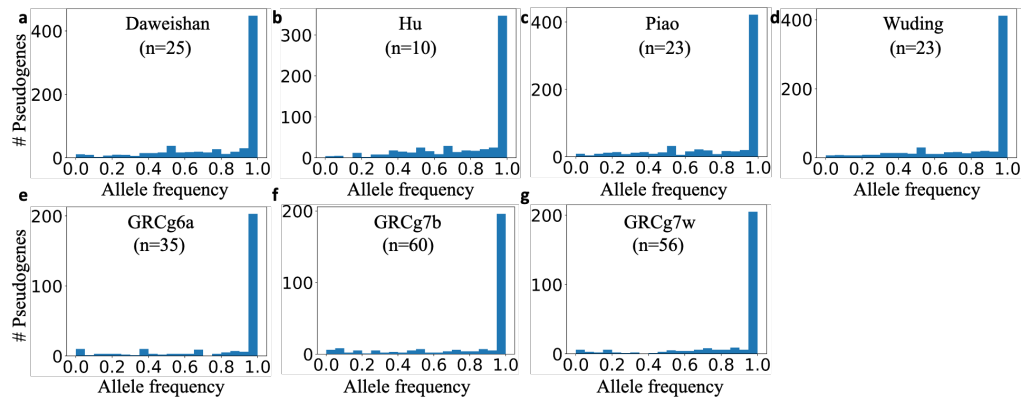 a
Daweishan
(n=25)
# Pseudogenes
400
200
0
0.0 0.2 0.4 0.6 0.8 1.0
Allele frequency
b
Hu
(n=10)
300
200
100
0
0.0 0.2 0.4 0.6 0.8 1.0
Allele frequency
c
Piao
(n=23)
400
200
0
0.0 0.2 0.4 0.6 0.8 1.0
Allele frequency
d
Wuding
(n=23)
400
200
0
0.0 0.2 0.4 0.6 0.8 1.0
Allele frequency
e
GRCg6a
(n=35)
# Pseudogenes
200
100
0
0.0 0.2 0.4 0.6 0.8 1.0
Allele frequency
f
GRCg7b
(n=60)
200
100
0
0.0 0.2 0.4 0.6 0.8 1.0
Allele frequency
g
GRCg7w
(n=56)
200
100
0
0.0 0.2 0.4 0.6 0.8 1.0
Allele frequency